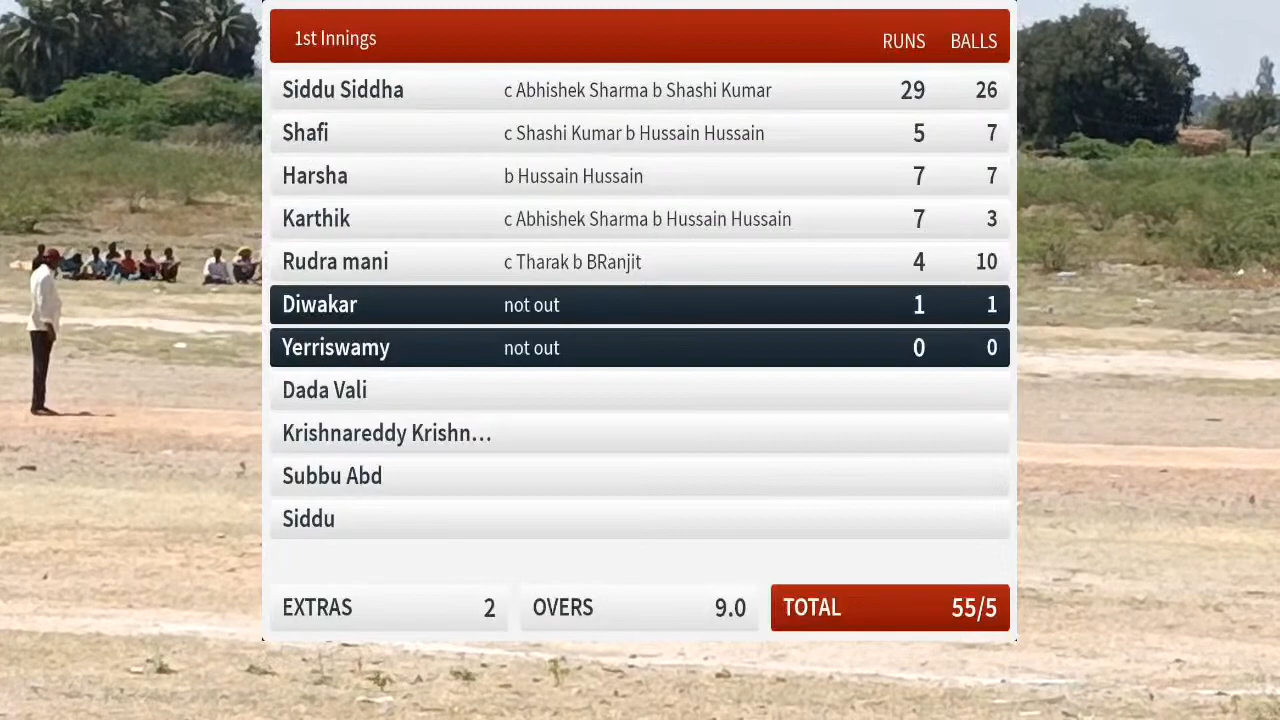 1st Innings RUNS BALLS
Siddu Siddha c Abhishek Sharma b Shashi Kumar 29 26
Shafi c Shashi Kumar b Hussain Hussain 5 7
Harsha b Hussain Hussain 7 7
Karthik c Abhishek Sharma b Hussain Hussain 7 3
Rudra mani c Tharak b BRanjit 4 10
Diwakar not out 1 1
Yerriswamy not out 0 0
Dada Vali
Krishnareddy Krishn...
Subbu Abd
Siddu
EXTRAS 2 OVERS 9.0 TOTAL 55/5